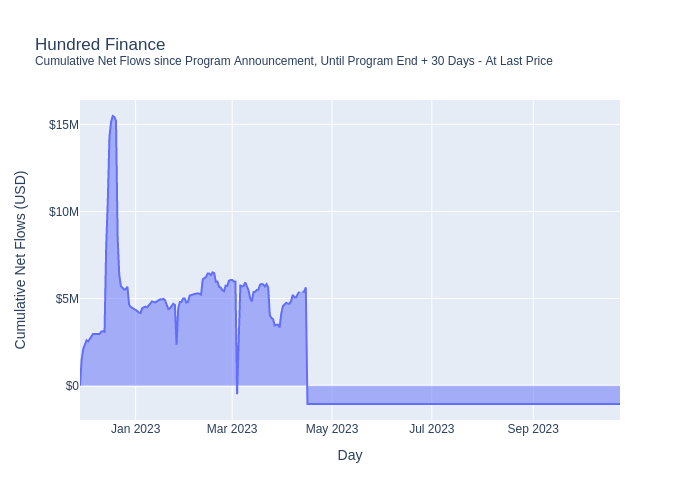 Hundred Finance
Cumulative Net Flows since Program Announcement, Until Program End + 30 Days - At Last Price
Cumulative Net Flows (USD)
$15M
$10M
$5M
$0
Jan 2023
Mar 2023
May 2023
Jul 2023
Sep 2023
Day